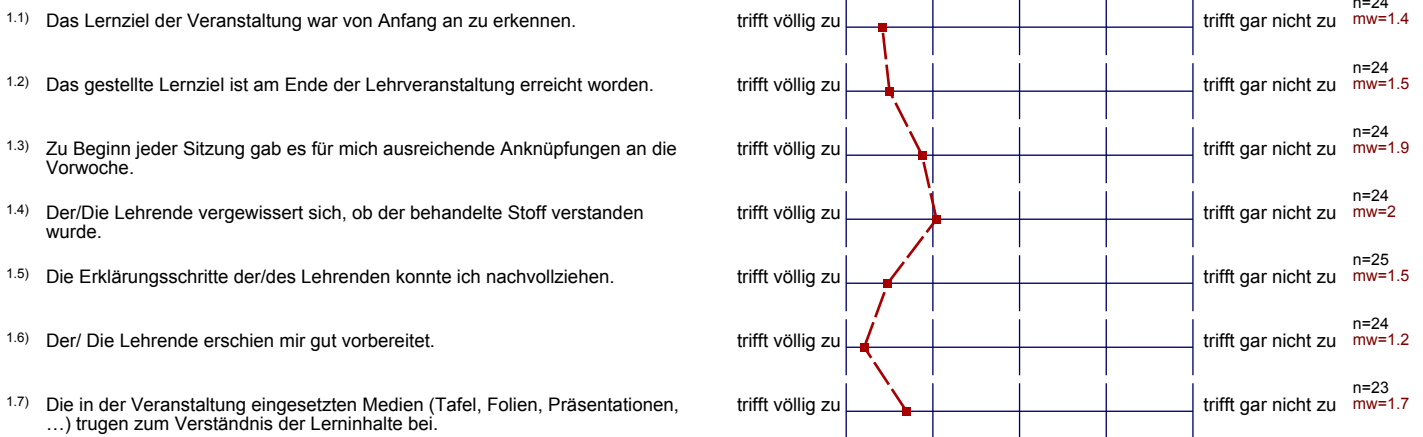 n=24
1.1) Das Lernziel der Veranstaltung war von Anfang an zu erkennen. trifft völlig zu trifft gar nicht zu mw=1.4
n=24
1.2) Das gestellte Lernziel ist am Ende der Lehrveranstaltung erreicht worden. trifft völlig zu trifft gar nicht zu mw=1.5
n=24
1.3) Zu Beginn jeder Sitzung gab es für mich ausreichende Anknüpfungen an die trifft völlig zu trifft gar nicht zu mw=1.9
Vorwoche.
n=24
1.4) Der/Die Lehrende vergewissert sich, ob der behandelte Stoff verstanden trifft völlig zu trifft gar nicht zu mw=2
wurde.
n=25
1.5) Die Erklärungsschritte der/des Lehrenden konnte ich nachvollziehen. trifft völlig zu trifft gar nicht zu mw=1.5
n=24
1.6) Der/ Die Lehrende erschien mir gut vorbereitet. trifft völlig zu trifft gar nicht zu mw=1.2
n=23
1.7) Die in der Veranstaltung eingesetzten Medien (Tafel, Folien, Präsentationen, trifft völlig zu trifft gar nicht zu mw=1.7
…) trugen zum Verständnis der Lerninhalte bei.